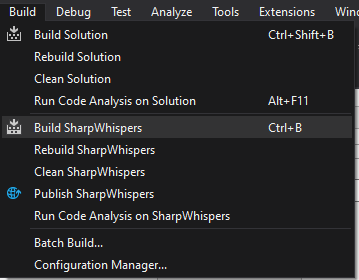 Build Debug Test Analyze Tools Extensions
Build Solution Ctrl+Shift+B
Rebuild Solution
Clean Solution
Run Code Analysis on Solution Alt+F11
Build SharpWhispers Ctrl+B
Rebuild SharpWhispers
Clean SharpWhispers
Publish SharpWhispers
Run Code Analysis on SharpWhispers
Batch Build...
Configuration Manager...